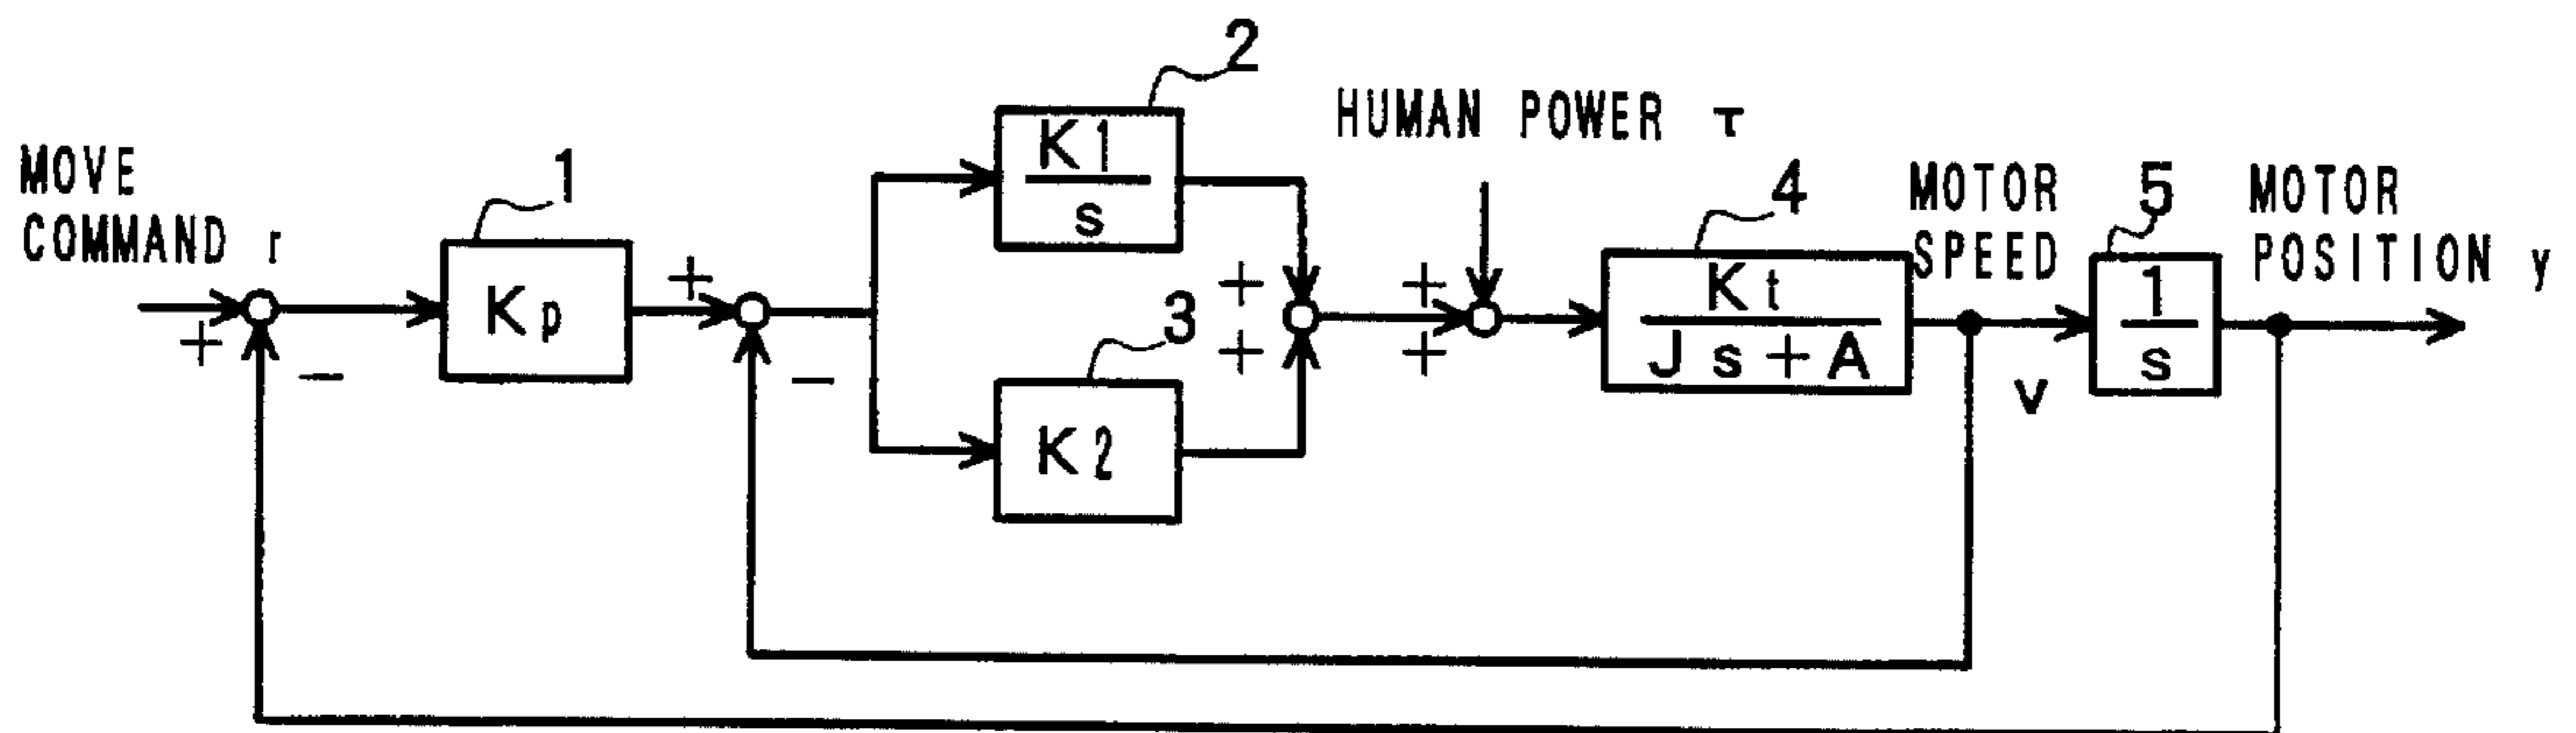 MOVE
COMMAND r
+
−
1
Kp
+
−
2
K1
s
3
K2
+
+
HUMAN POWER τ
+
+
4
Kt
Js+A
MOTOR
SPEED
v
5
1
s
MOTOR
POSITION y